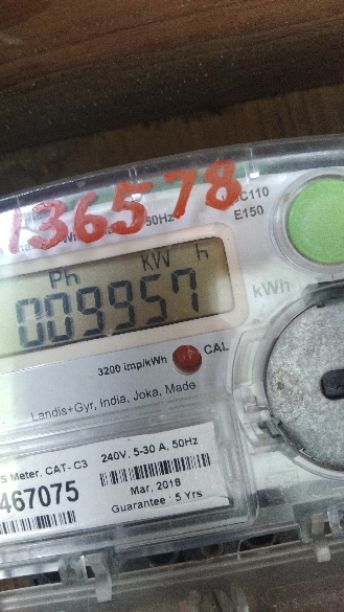 136578
50Hz
C110
E150
Ph
KW h
009957
kWh
3200 imp/kWh
CAL
Landis+Gyr, India, Joka, Made
S Meter. CAT- C3
240V, 5-30 A, 50Hz
467075
Mar, 2018
Guarantee : 5 Yrs